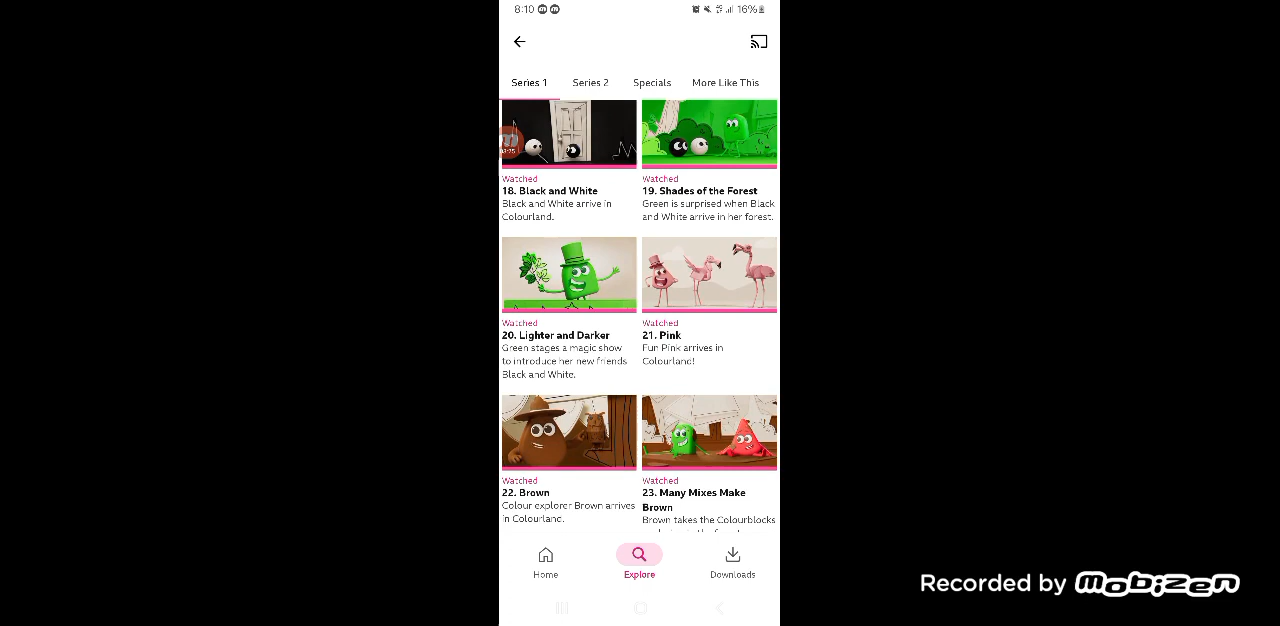 8:10
16%
Series 1 Series 2 Specials More Like This
Watched
18. Black and White
Black and White arrive in
Colourland.
Watched
19. Shades of the Forest
Green is surprised when Black
and White arrive in her forest.
Watched
20. Lighter and Darker
Green stages a magic show
to introduce her new friends
Black and White.
Watched
21. Pink
Fun Pink arrives in
Colourland!
Watched
22. Brown
Colour explorer Brown arrives
in Colourland.
Watched
23. Many Mixes Make
Brown
Brown takes the Colourblocks
Home Explore Downloads
Recorded by mobizen